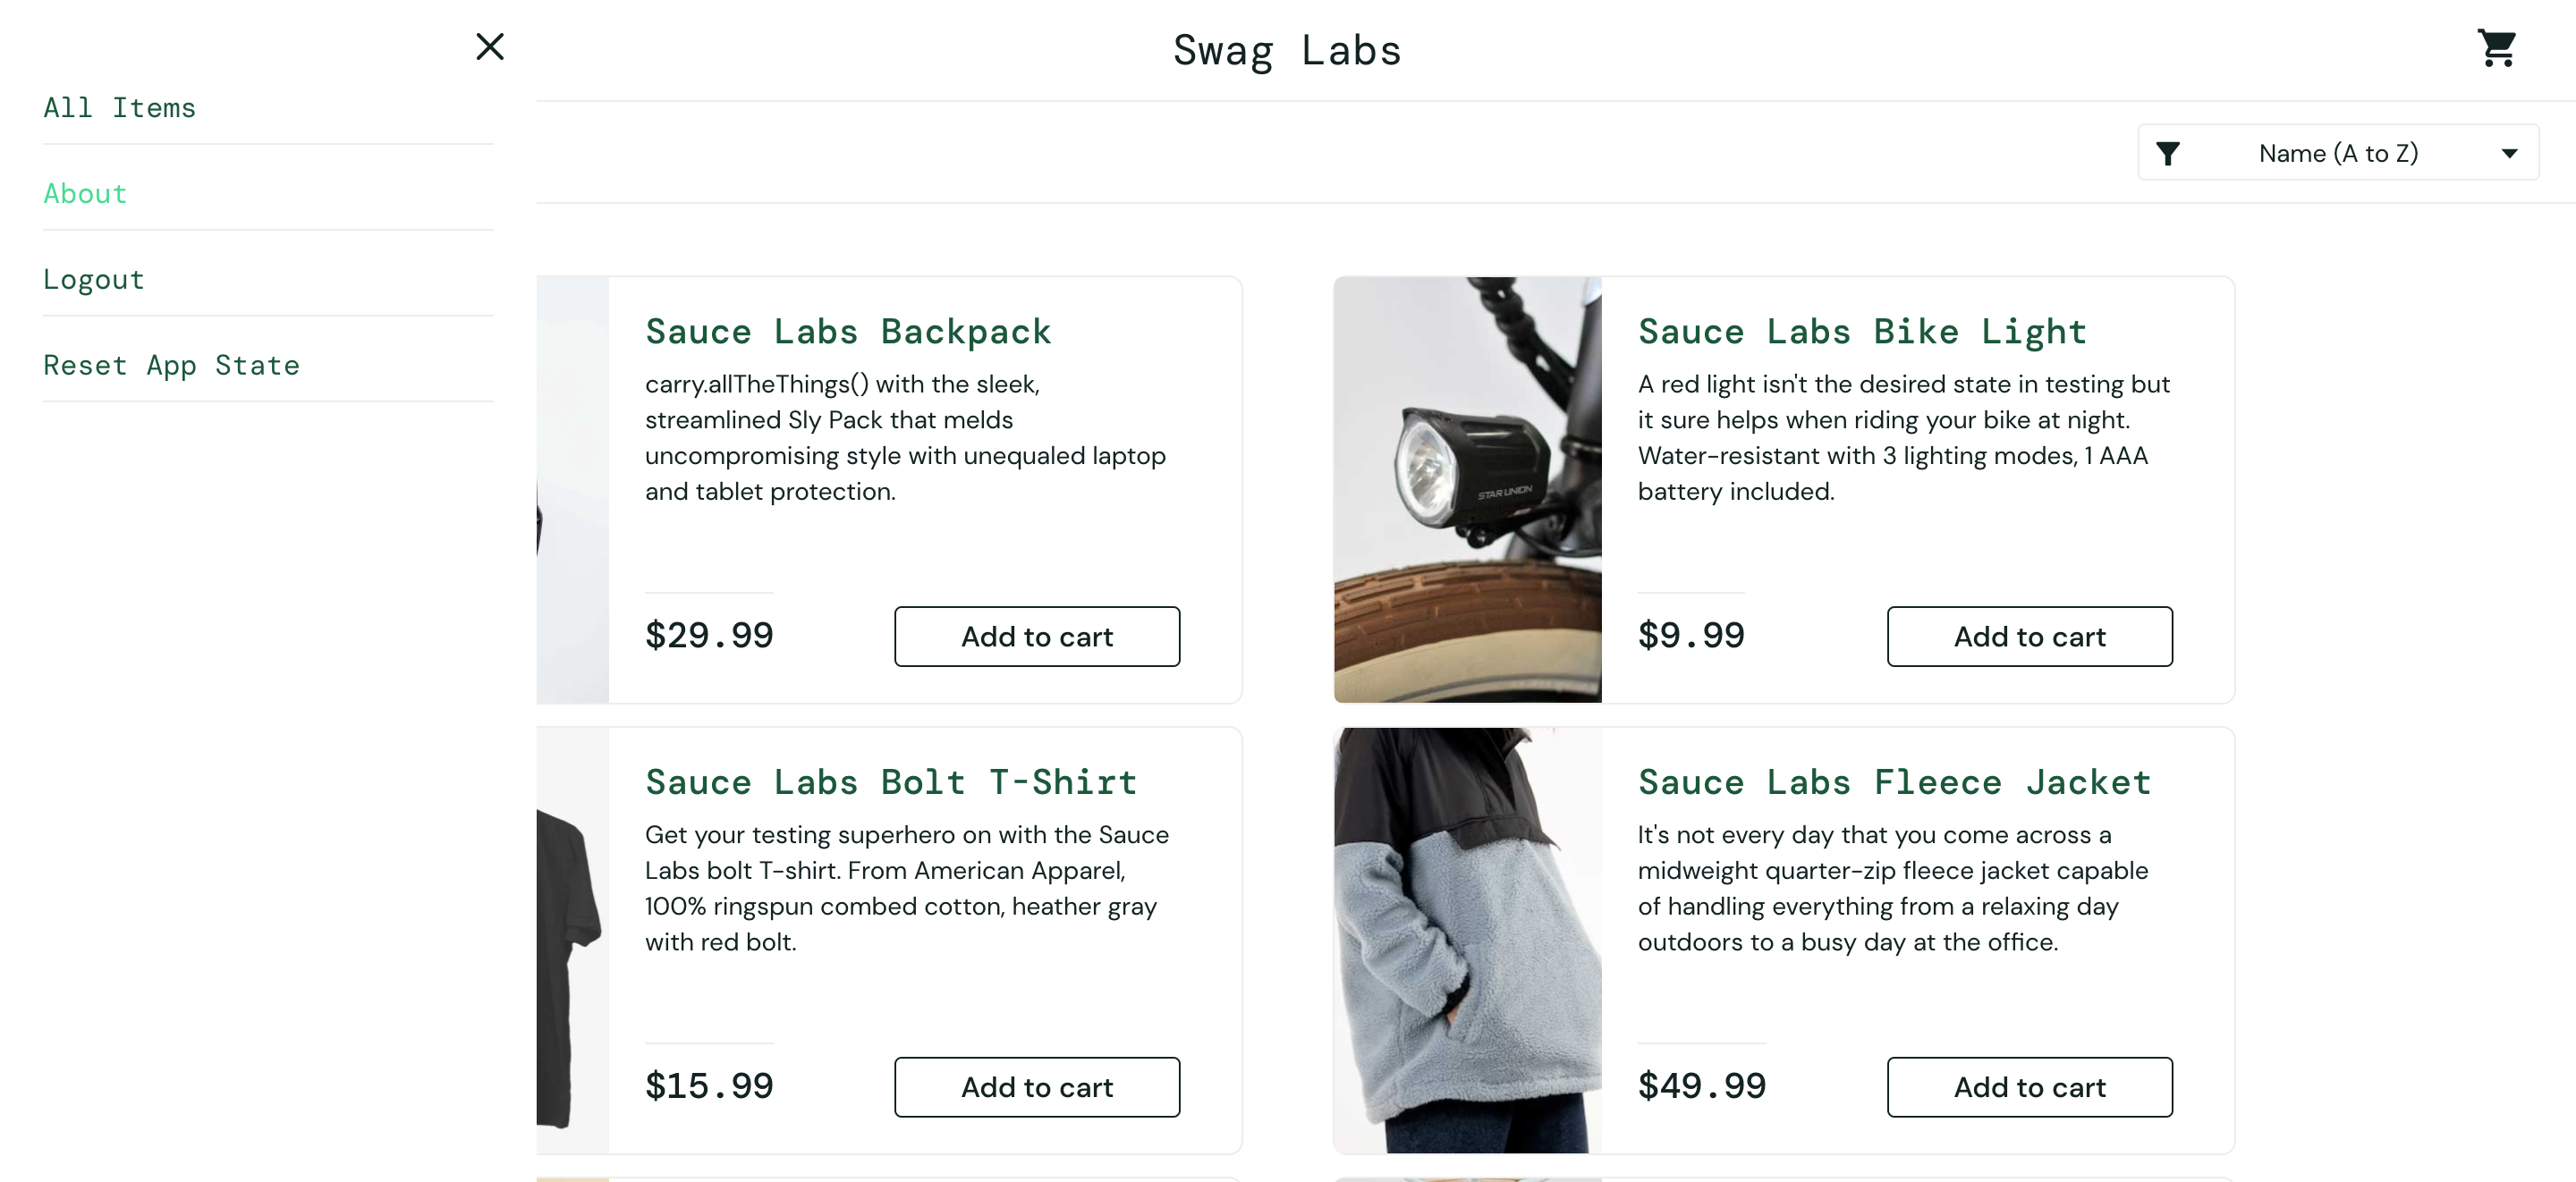 Swag Labs
All Items
About
Logout
Reset App State
Name (A to Z)
Sauce Labs Backpack
carry.allTheThings() with the sleek,
streamlined Sly Pack that melds
uncompromising style with unequaled laptop
and tablet protection.
$29.99
Add to cart
Sauce Labs Bike Light
A red light isn't the desired state in testing but
it sure helps when riding your bike at night.
Water-resistant with 3 lighting modes, 1 AAA
battery included.
STAR UNION
$9.99
Add to cart
Sauce Labs Bolt T-Shirt
Get your testing superhero on with the Sauce
Labs bolt T-shirt. From American Apparel,
100% ringspun combed cotton, heather gray
with red bolt.
$15.99
Add to cart
Sauce Labs Fleece Jacket
It's not every day that you come across a
midweight quarter-zip fleece jacket capable
of handling everything from a relaxing day
outdoors to a busy day at the office.
$49.99
Add to cart